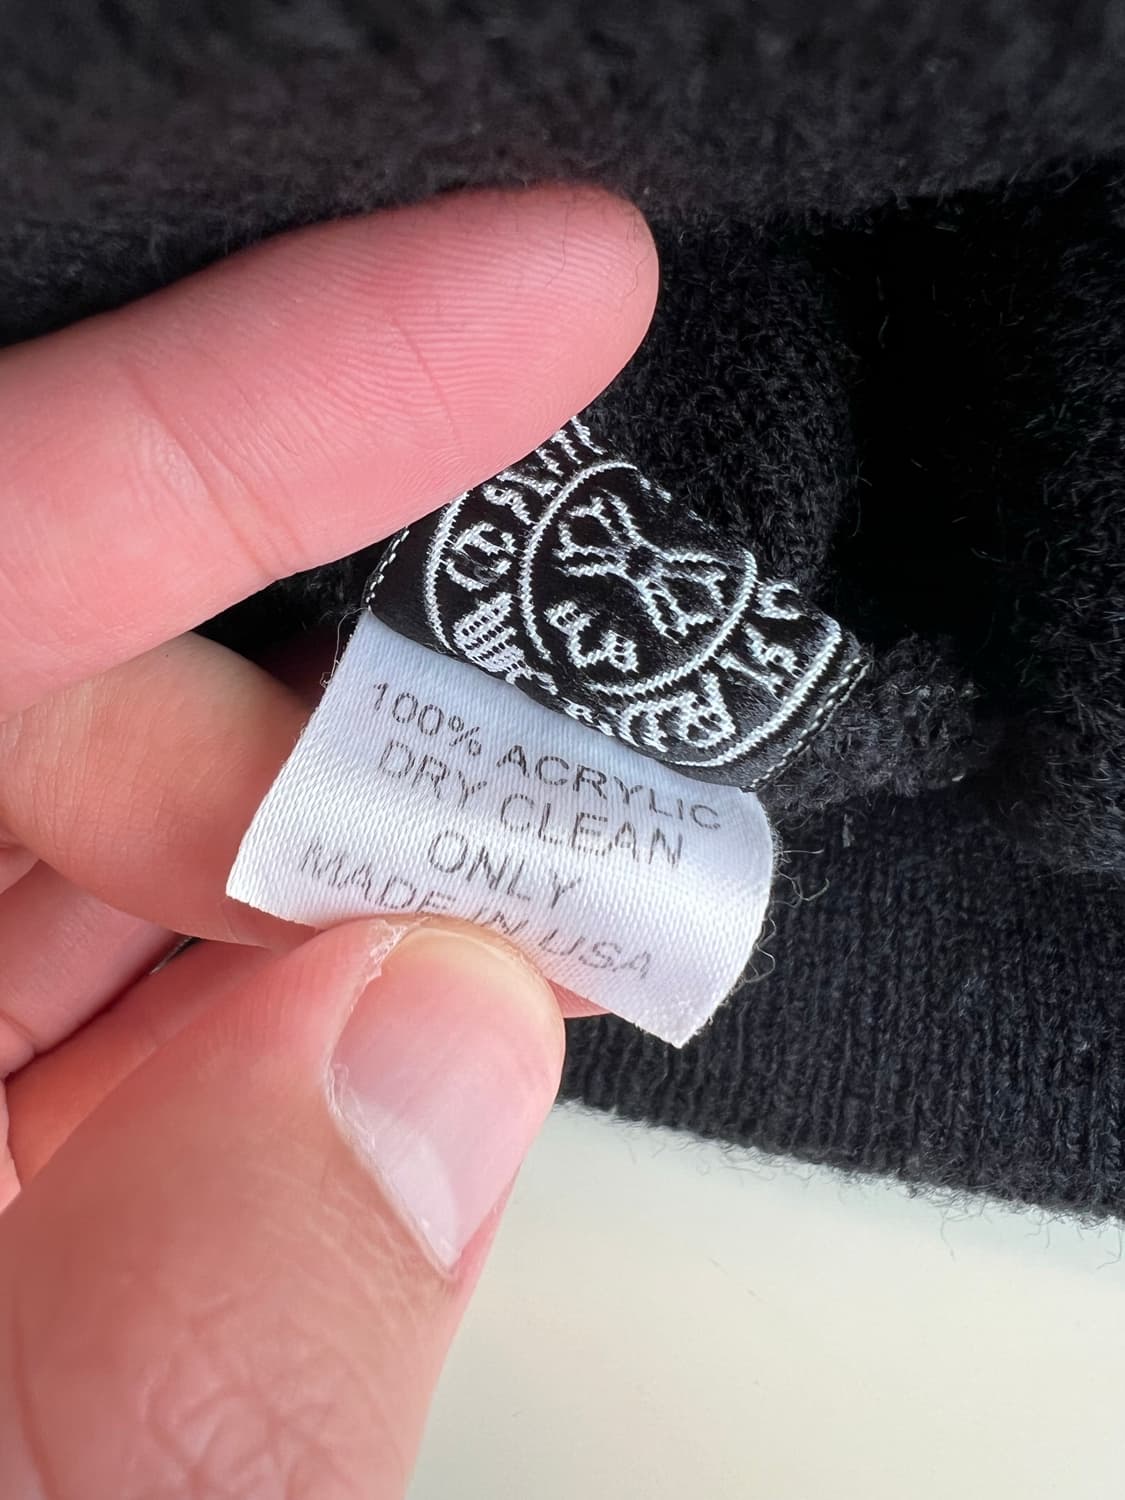 100% ACRYLIC
DRY CLEAN
ONLY
MADE IN USA